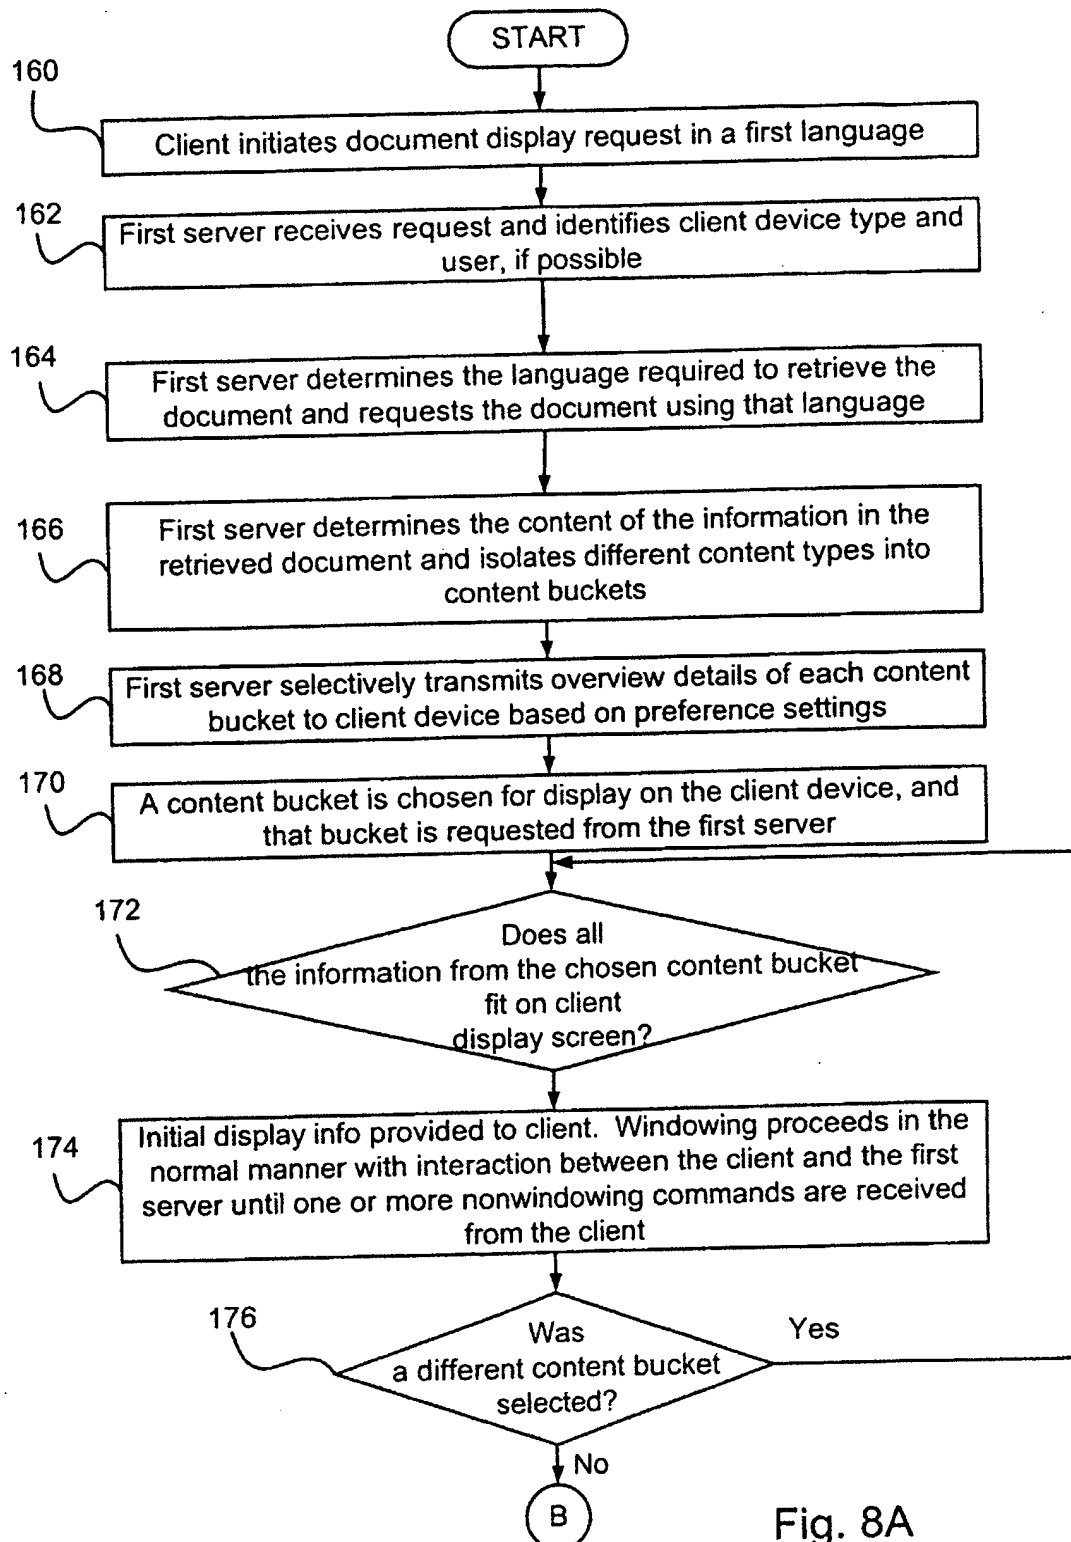 START
160
Client initiates document display request in a first language
162
First server receives request and identifies client device type and
user, if possible
164
First server determines the language required to retrieve the
document and requests the document using that language
166
First server determines the content of the information in the
retrieved document and isolates different content types into
content buckets
168
First server selectively transmits overview details of each content
bucket to client device based on preference settings
170
A content bucket is chosen for display on the client device, and
that bucket is requested from the first server
172
Does all
the information from the chosen content bucket
fit on client
display screen?
174
Initial display info provided to client. Windowing proceeds in the
normal manner with interaction between the client and the first
server until one or more nonwindowing commands are received
from the client
176
Was
a different content bucket
selected?
Yes
No
B
Fig. 8A